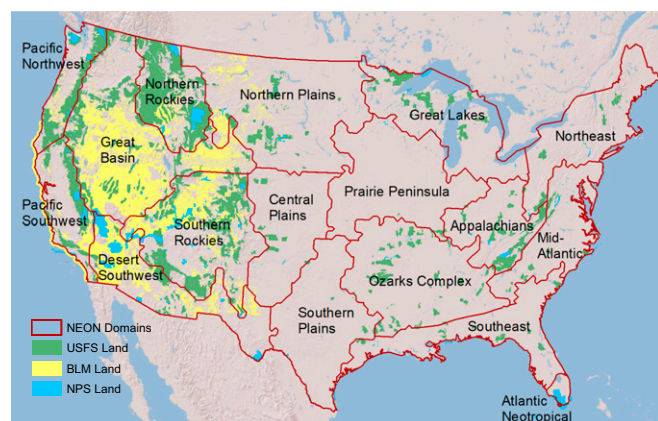 Pacific
Northwest
Northern
Rockies
Northern Plains
Great Lakes
Northeast
Great
Basin
Pacific
Southwest
Southern
Rockies
Central
Plains
Prairie Peninsula
Appalachians
Mid-
Atlantic
Desert
Southwest
Ozarks Complex
Southern
Plains
Southeast
Atlantic
Neotropical
NEON Domains
USFS Land
BLM Land
NPS Land